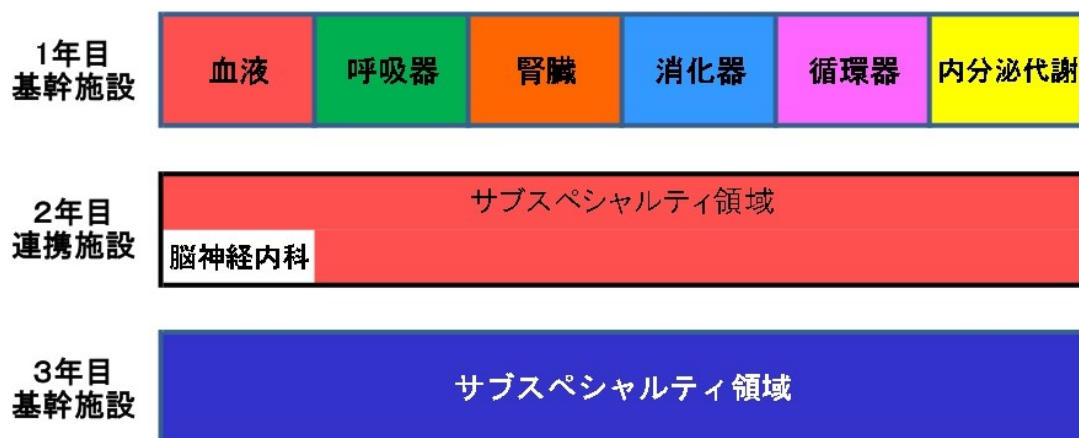 1年目
基幹施設
血液 呼吸器 腎臓 消化器 循環器 内分泌代謝
2年目
連携施設
サブスペシャルティ領域
脳神経内科
3年目
基幹施設
サブスペシャルティ領域